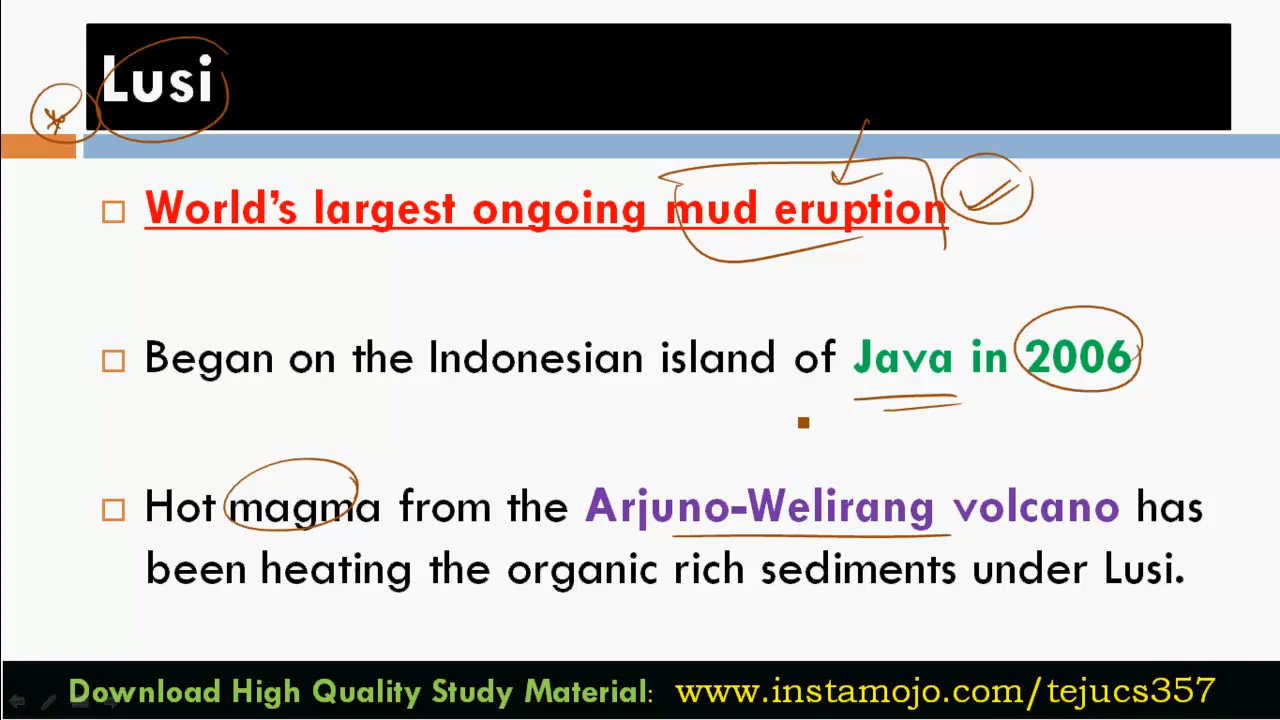 Lusi
World's largest ongoing mud eruption
Began on the Indonesian island of Java in 2006
Hot magma from the Arjuno-Welirang volcano has
been heating the organic rich sediments under Lusi.
Download High Quality Study Material: www.instamojo.com/tejucs357